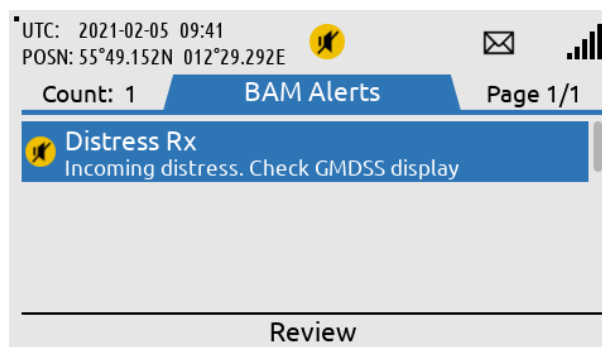 UTC: 2021-02-05 09:41
POSN: 55°49.152N 012°29.292E
Count: 1 BAM Alerts Page 1/1
Distress Rx
Incoming distress. Check GMDSS display
Review